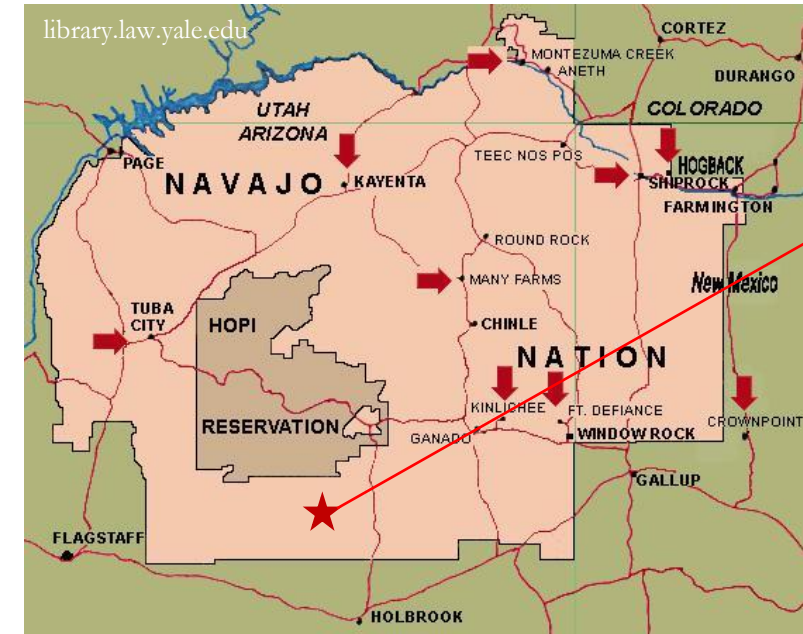 library.law.yale.edu
CORTEZ
MONTEZUMA CREEK
ANETH
DURANGO
UTAH
ARIZONA
COLORADO
PAGE
TEEC NOS POS
HOGBACK
NAVAJO
KAYENTA
SHIPROCK
FARMINGTON
ROUND ROCK
MANY FARMS
New Mexico
TUBA
CITY
HOPI
CHINLE
NATION
KINLICHEE
FT. DEFIANCE
CROWNPOINT
RESERVATION
GANADO
WINDOW ROCK
GALLUP
FLAGSTAFF
HOLBROOK